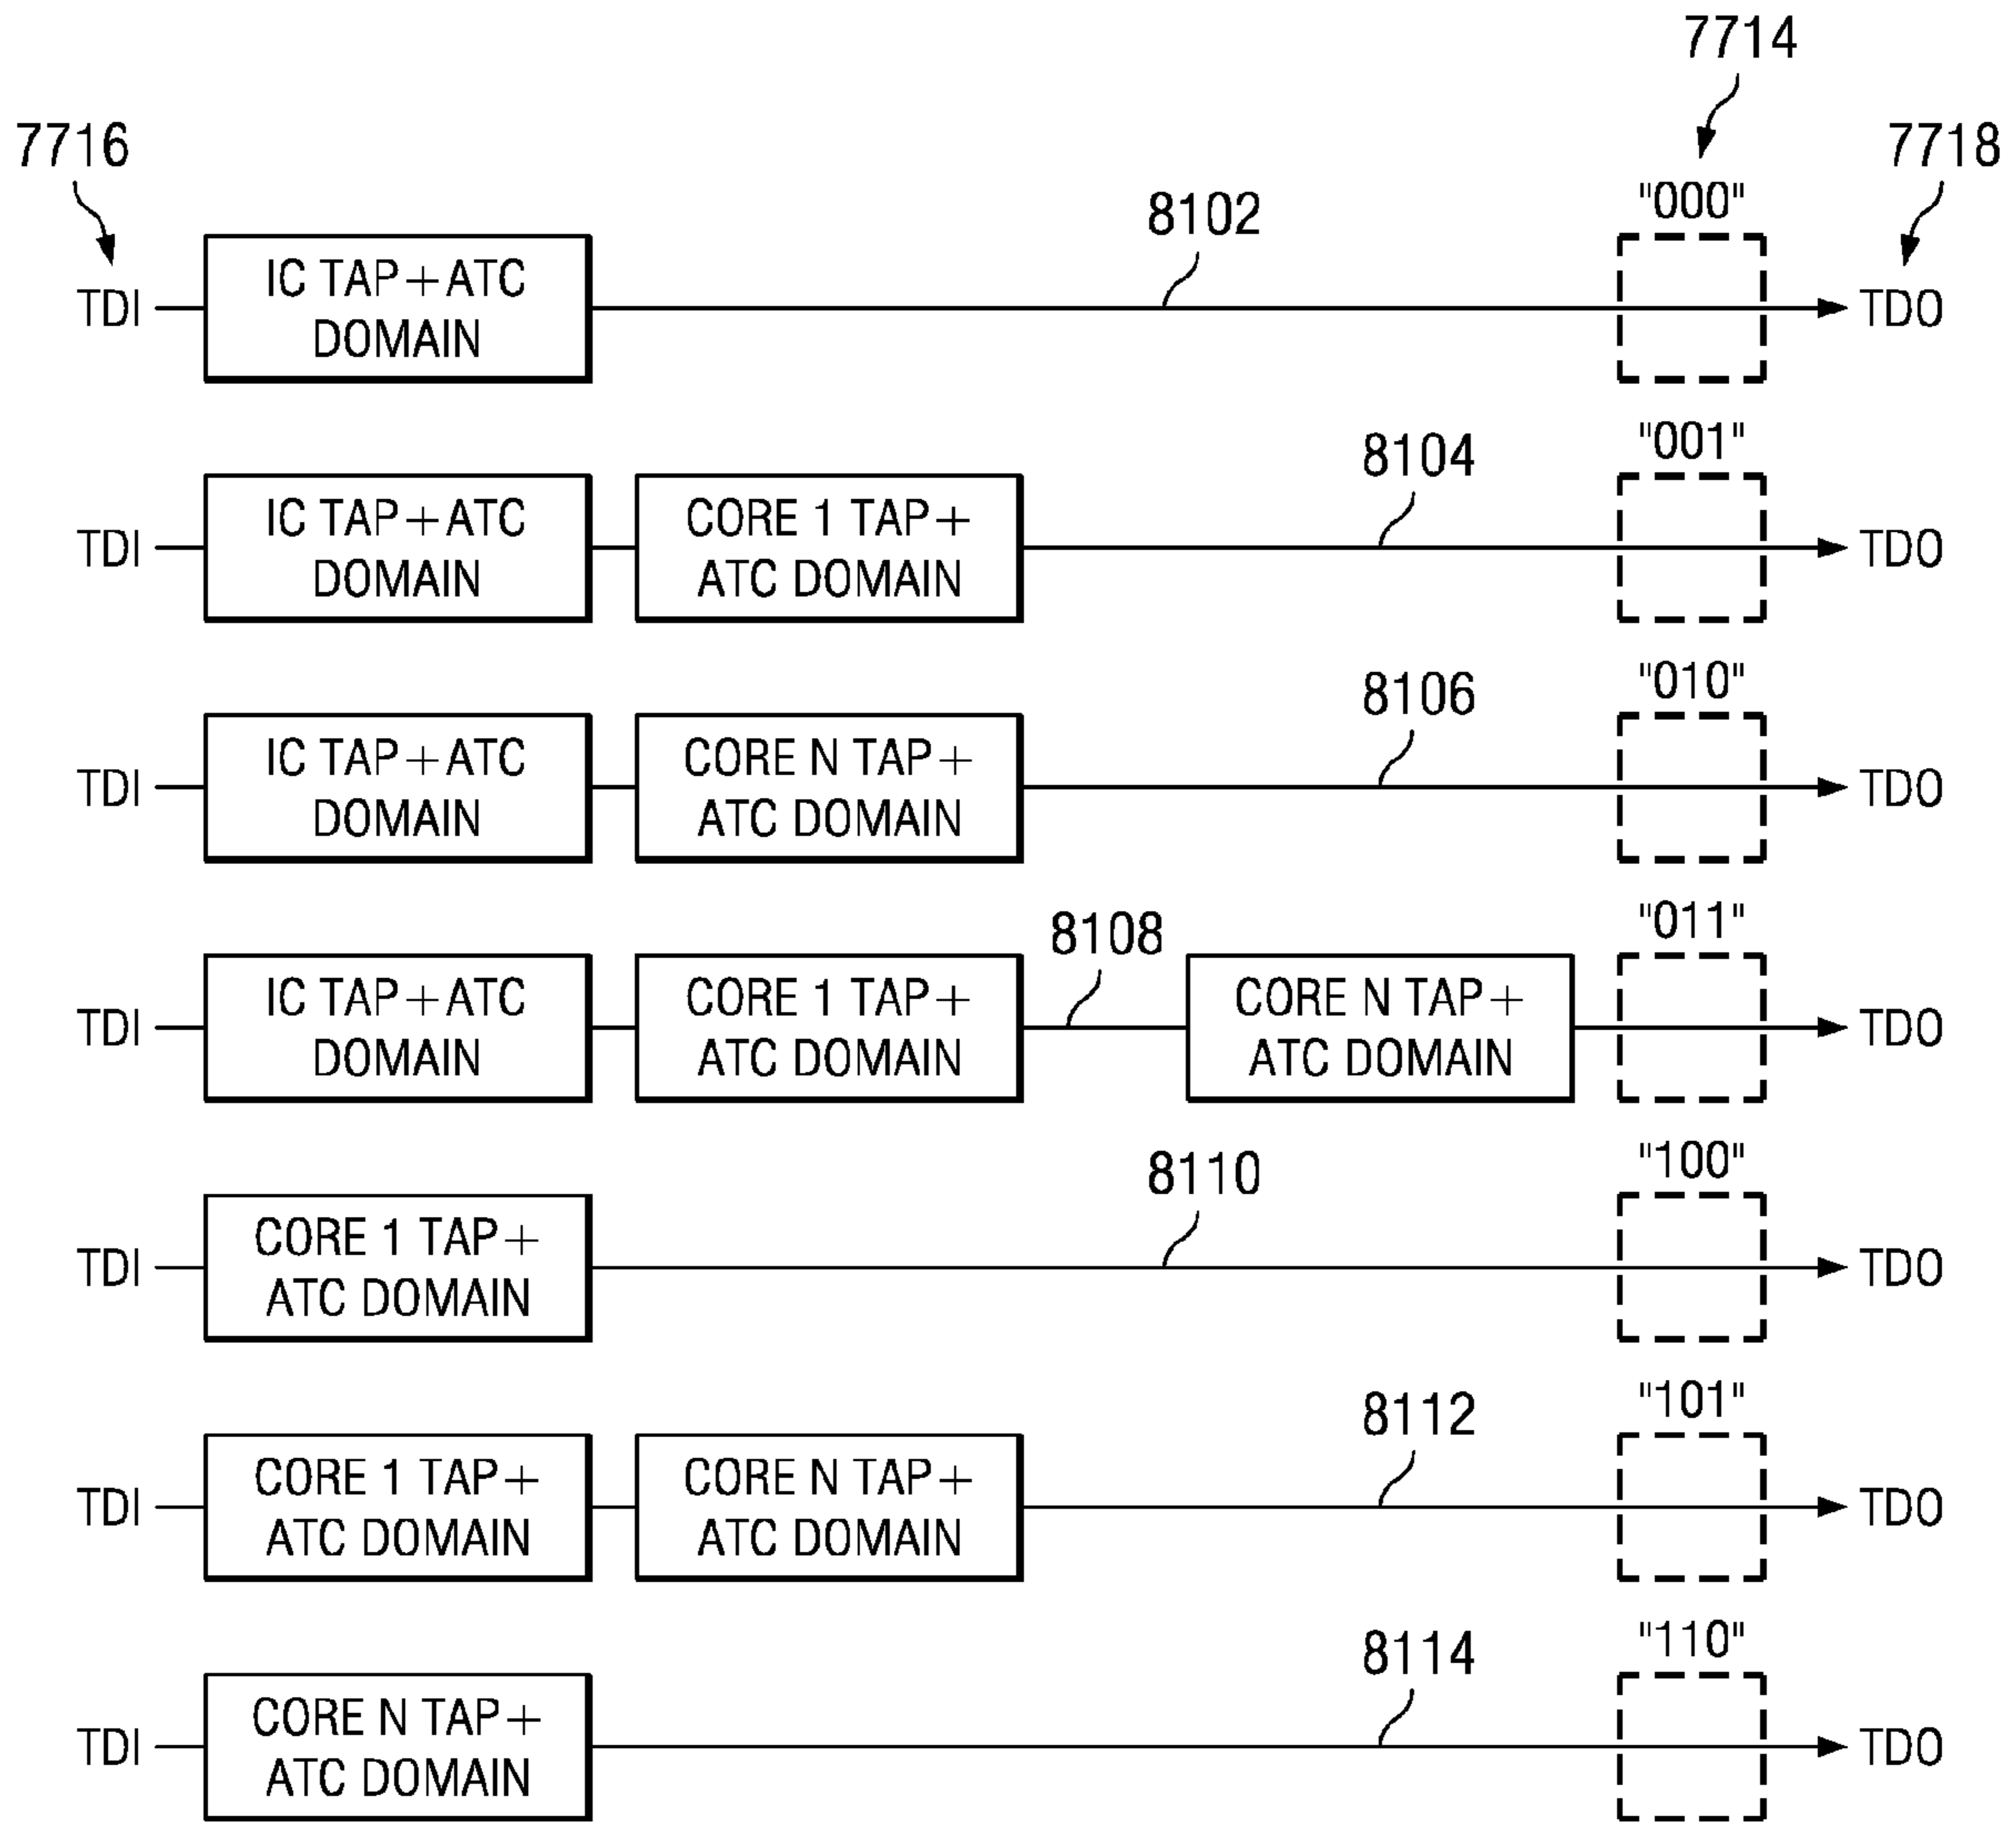 7714
7716
7718
8102
"000"
TDI
IC TAP+ATC
DOMAIN
TDO
8104
"001"
TDI
IC TAP+ATC
DOMAIN
CORE 1 TAP+
ATC DOMAIN
TDO
8106
"010"
TDI
IC TAP+ATC
DOMAIN
CORE N TAP+
ATC DOMAIN
TDO
8108
"011"
TDI
IC TAP+ATC
DOMAIN
CORE 1 TAP+
ATC DOMAIN
CORE N TAP+
ATC DOMAIN
TDO
8110
"100"
TDI
CORE 1 TAP+
ATC DOMAIN
TDO
8112
"101"
TDI
CORE 1 TAP+
ATC DOMAIN
CORE N TAP+
ATC DOMAIN
TDO
8114
"110"
TDI
CORE N TAP+
ATC DOMAIN
TDO